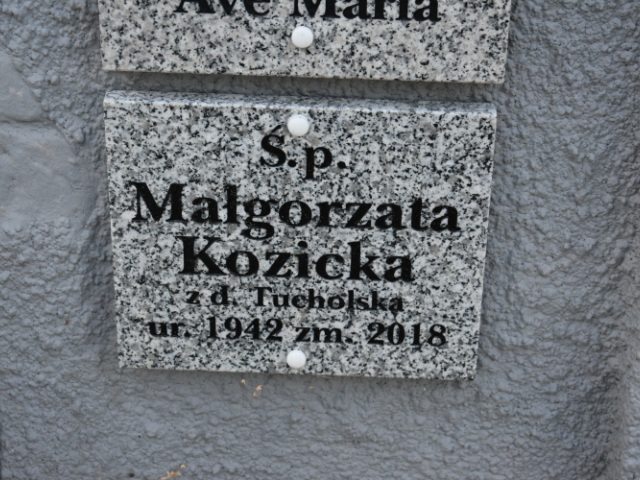 Ave Maria
Ś.p.
Małgorzata
Kozicka
z d. Tucholska
ur. 1942 zm. 2018